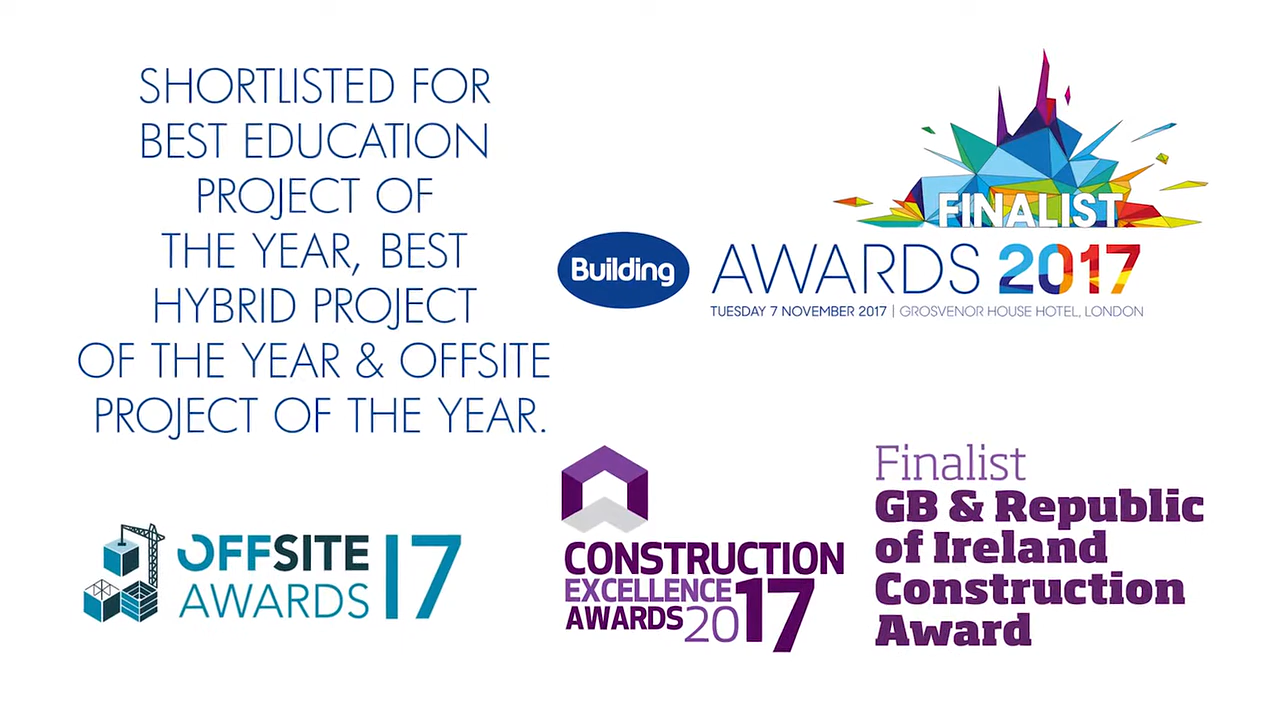 SHORTLISTED FOR
BEST EDUCATION
PROJECT OF
THE YEAR, BEST
HYBRID PROJECT
OF THE YEAR & OFFSITE
PROJECT OF THE YEAR.
FINALIST
Building
AWARDS 2017
TUESDAY 7 NOVEMBER 2017 | GROSVENOR HOUSE HOTEL, LONDON
OFFSITE
AWARDS 17
CONSTRUCTION
EXCELLENCE
AWARDS 2017
Finalist
GB & Republic
of Ireland
Construction
Award